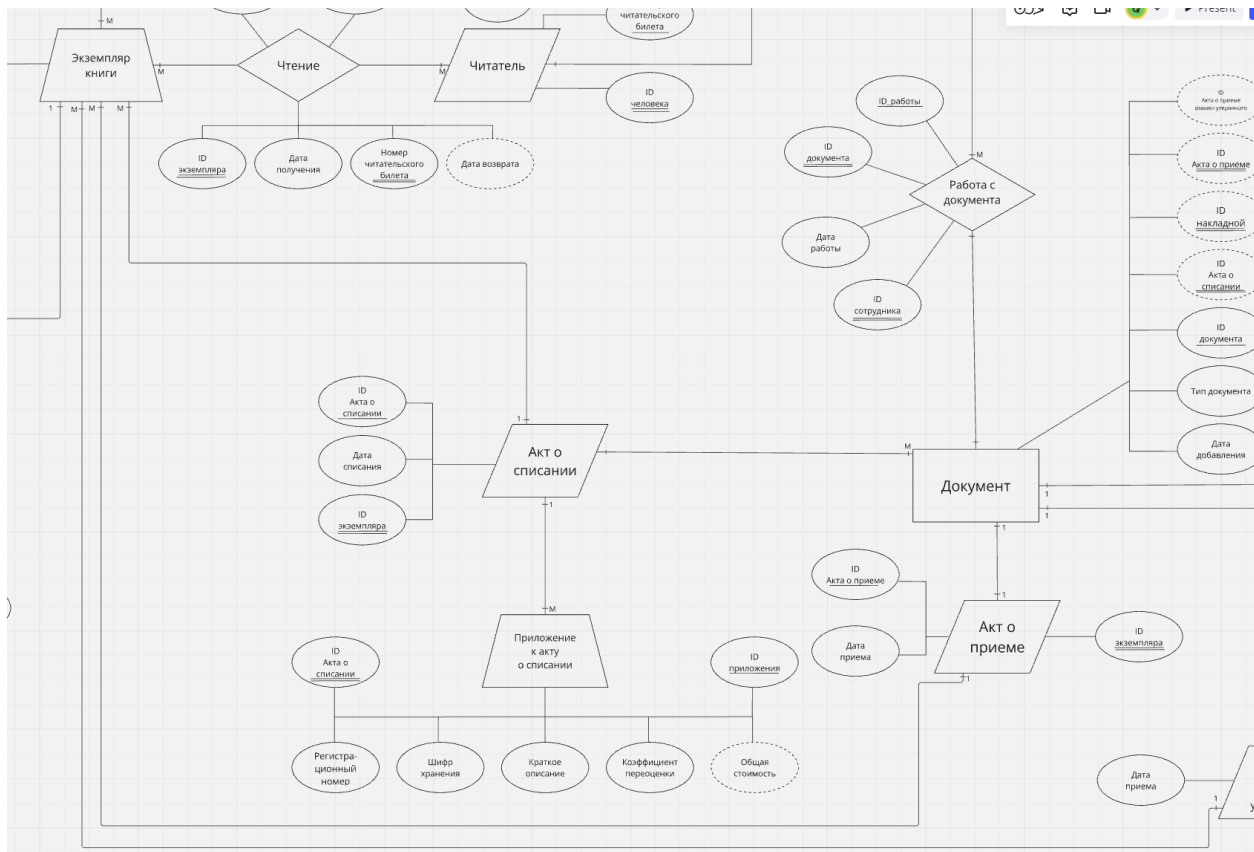 Present
читательского
билета
М
Экземпляр
книги
М
Чтение
М
Читатель
ID
человека
1
М
М
М
ID
экземпляра
Дата
получения
Номер
читательского
билета
Дата возврата
ID_работы
ID
документа
Дата
работы
ID
сотрудника
М
Работа с
документа
ID
Акта о приеме
ID
Акта о приеме
ID
накладной
ID
Акта о
списании
ID
документа
Тип документа
Дата
добавления
ID
Акта о
списании
Дата
списания
ID
экземпляра
1
Акт о
списании
1
М
Документ
1
1
1
М
Приложение
к акту
о списании
ID
Акта о
списании
ID
приложения
Регистра-
ционный
номер
Шифр
хранения
Краткое
описание
Коэффициент
переоценки
Общая
стоимость
ID
Акта о приеме
Дата
приема
1
Акт о
приеме
1
ID
экземпляра
Дата
приема
1